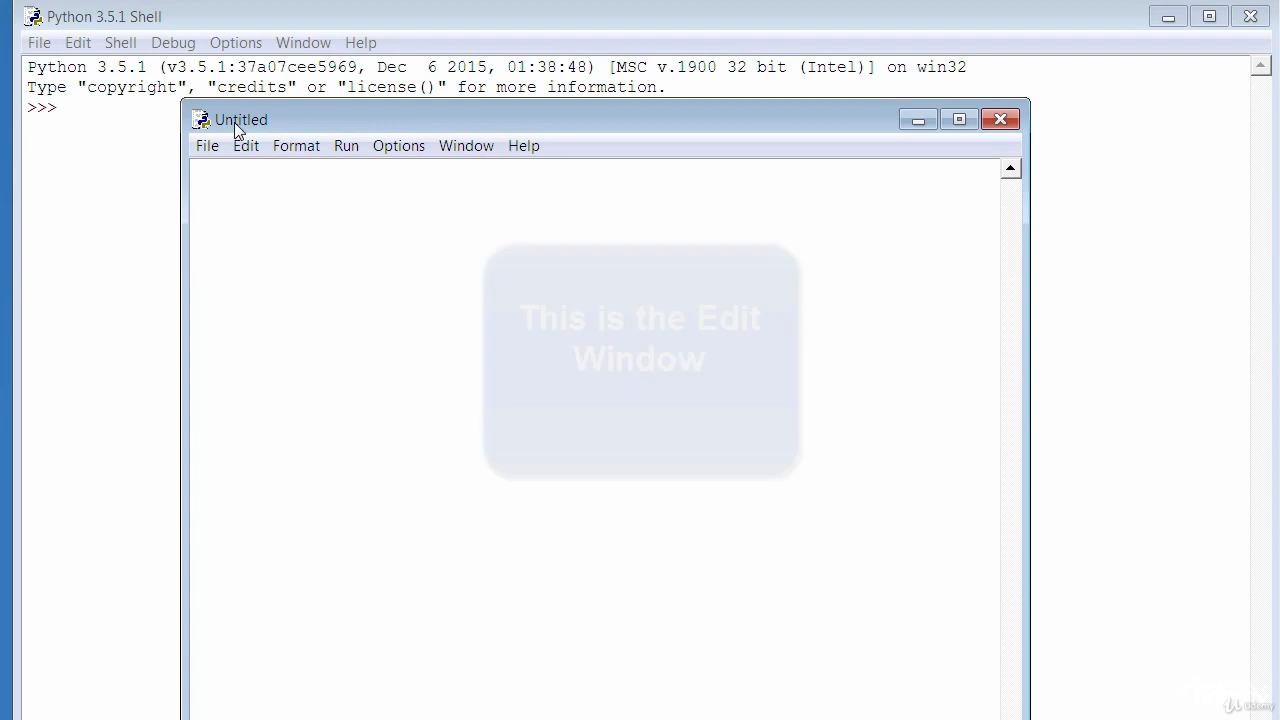 Python 3.5.1 Shell
File Edit Shell Debug Options Window Help
Python 3.5.1 (v3.5.1:37a07cee5969, Dec  6 2015, 01:38:48) [MSC v.1900 32 bit (Intel)] on win32
Type "copyright", "credits" or "license()" for more information.
>>>
Untitled
File Edit Format Run Options Window Help
This is the Edit
Window
Udemy